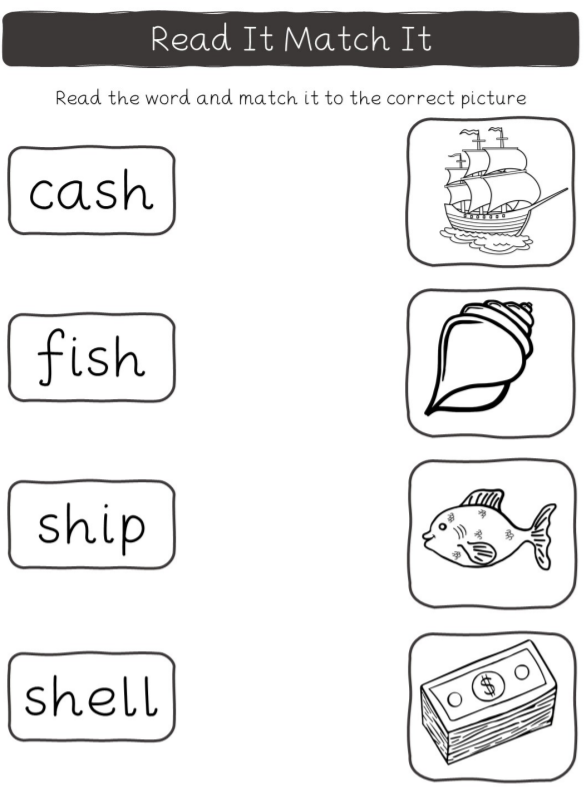 Read It Match It
Read the word and match it to the correct picture
cash
fish
ship
shell
$